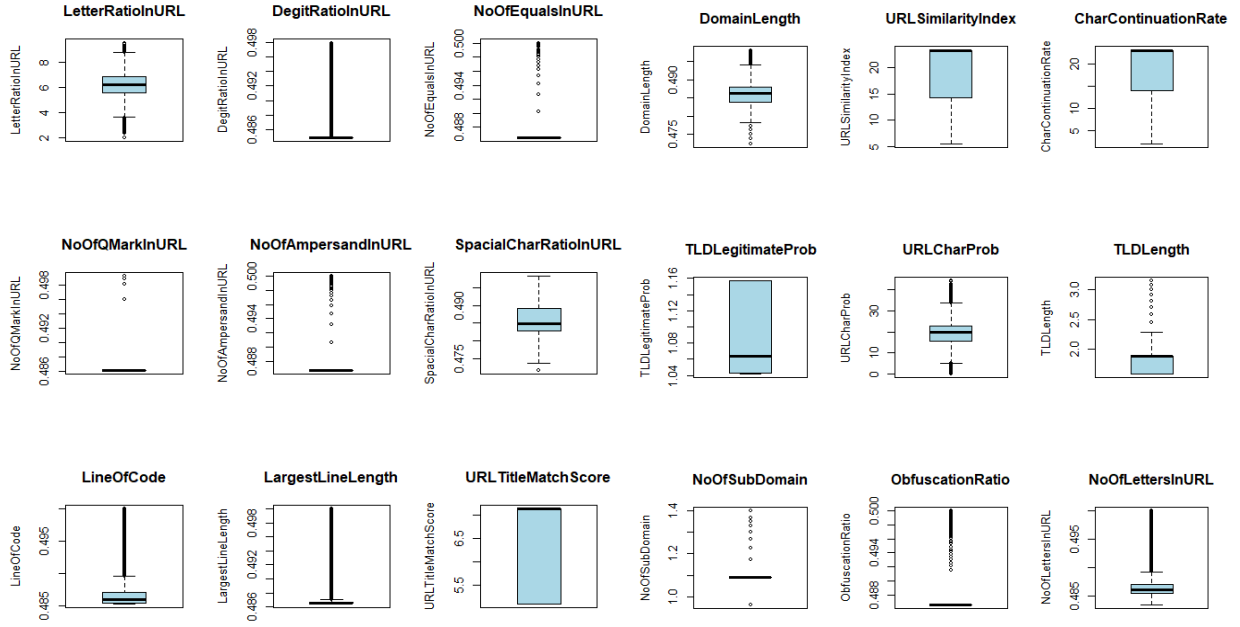 LetterRatioInURL
LetterRatioInURL
2 4 6 8
DegitRatioInURL
DegitRatioInURL
0.486 0.492 0.498
NoOfEqualsInURL
NoOfEqualsInURL
0.488 0.494 0.500
DomainLength
DomainLength
0.475 0.490
URLSimilarityIndex
URLSimilarityIndex
5 15 20
CharContinuationRate
CharContinuationRate
5 10 20
NoOfQMarkInURL
NoOfQMarkInURL
0.486 0.492 0.498
NoOfAmpersandInURL
NoOfAmpersandInURL
0.488 0.494 0.500
SpacialCharRatioInURL
SpacialCharRatioInURL
0.475 0.490
TLDLegitimateProb
TLDLegitimateProb
1.04 1.08 1.12 1.16
URLCharProb
URLCharProb
0 10 30
TLDLength
TLDLength
2.0 2.5 3.0
LineOfCode
LineOfCode
0.485 0.495
LargestLineLength
LargestLineLength
0.486 0.492 0.498
URLTitleMatchScore
URLTitleMatchScore
5.5 6.5
NoOfSubDomain
NoOfSubDomain
1.0 1.2 1.4
ObfuscationRatio
ObfuscationRatio
0.488 0.494 0.500
NoOfLettersInURL
NoOfLettersInURL
0.485 0.495